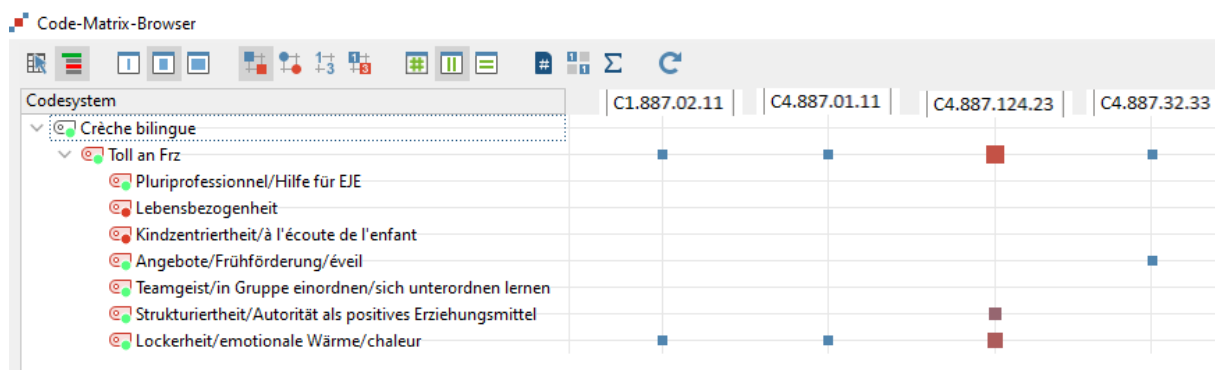 Code-Matrix-Browser
Codesystem C1.887.02.11 C4.887.01.11 C4.887.124.23 C4.887.32.33
Crèche bilingue
Toll an Frz
Pluriprofessionnel/Hilfe für EJE
Lebensbezogenheit
Kindzentriertheit/à l'écoute de l'enfant
Angebote/Frühförderung/éveil
Teamgeist/in Gruppe einordnen/sich unterordnen lernen
Strukturiertheit/Autorität als positives Erziehungsmittel
Lockerheit/emotionale Wärme/chaleur